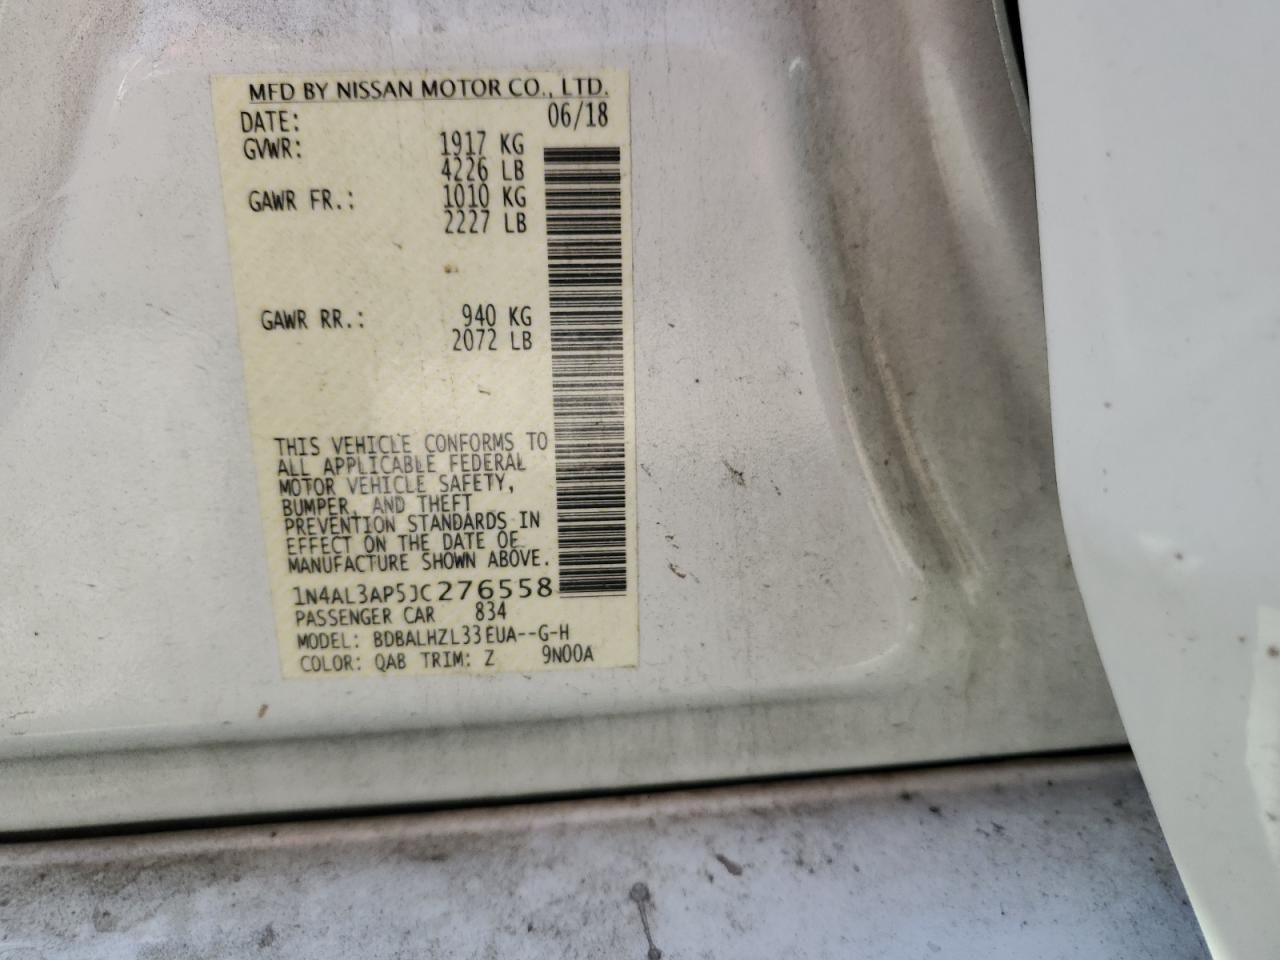 MFD BY NISSAN MOTOR CO., LTD.
DATE: 06/18
GVWR: 1917 KG
4226 LB
GAWR FR.: 1010 KG
2227 LB
GAWR RR.: 940 KG
2072 LB
THIS VEHICLE CONFORMS TO
ALL APPLICABLE FEDERAL
MOTOR VEHICLE SAFETY,
BUMPER, AND THEFT
PREVENTION STANDARDS IN
EFFECT ON THE DATE OF
MANUFACTURE SHOWN ABOVE.
1N4AL3AP5JC276558
PASSENGER CAR 834
MODEL: BDBALHZL33EUA--G-H
COLOR: QAB TRIM: Z 9N00A